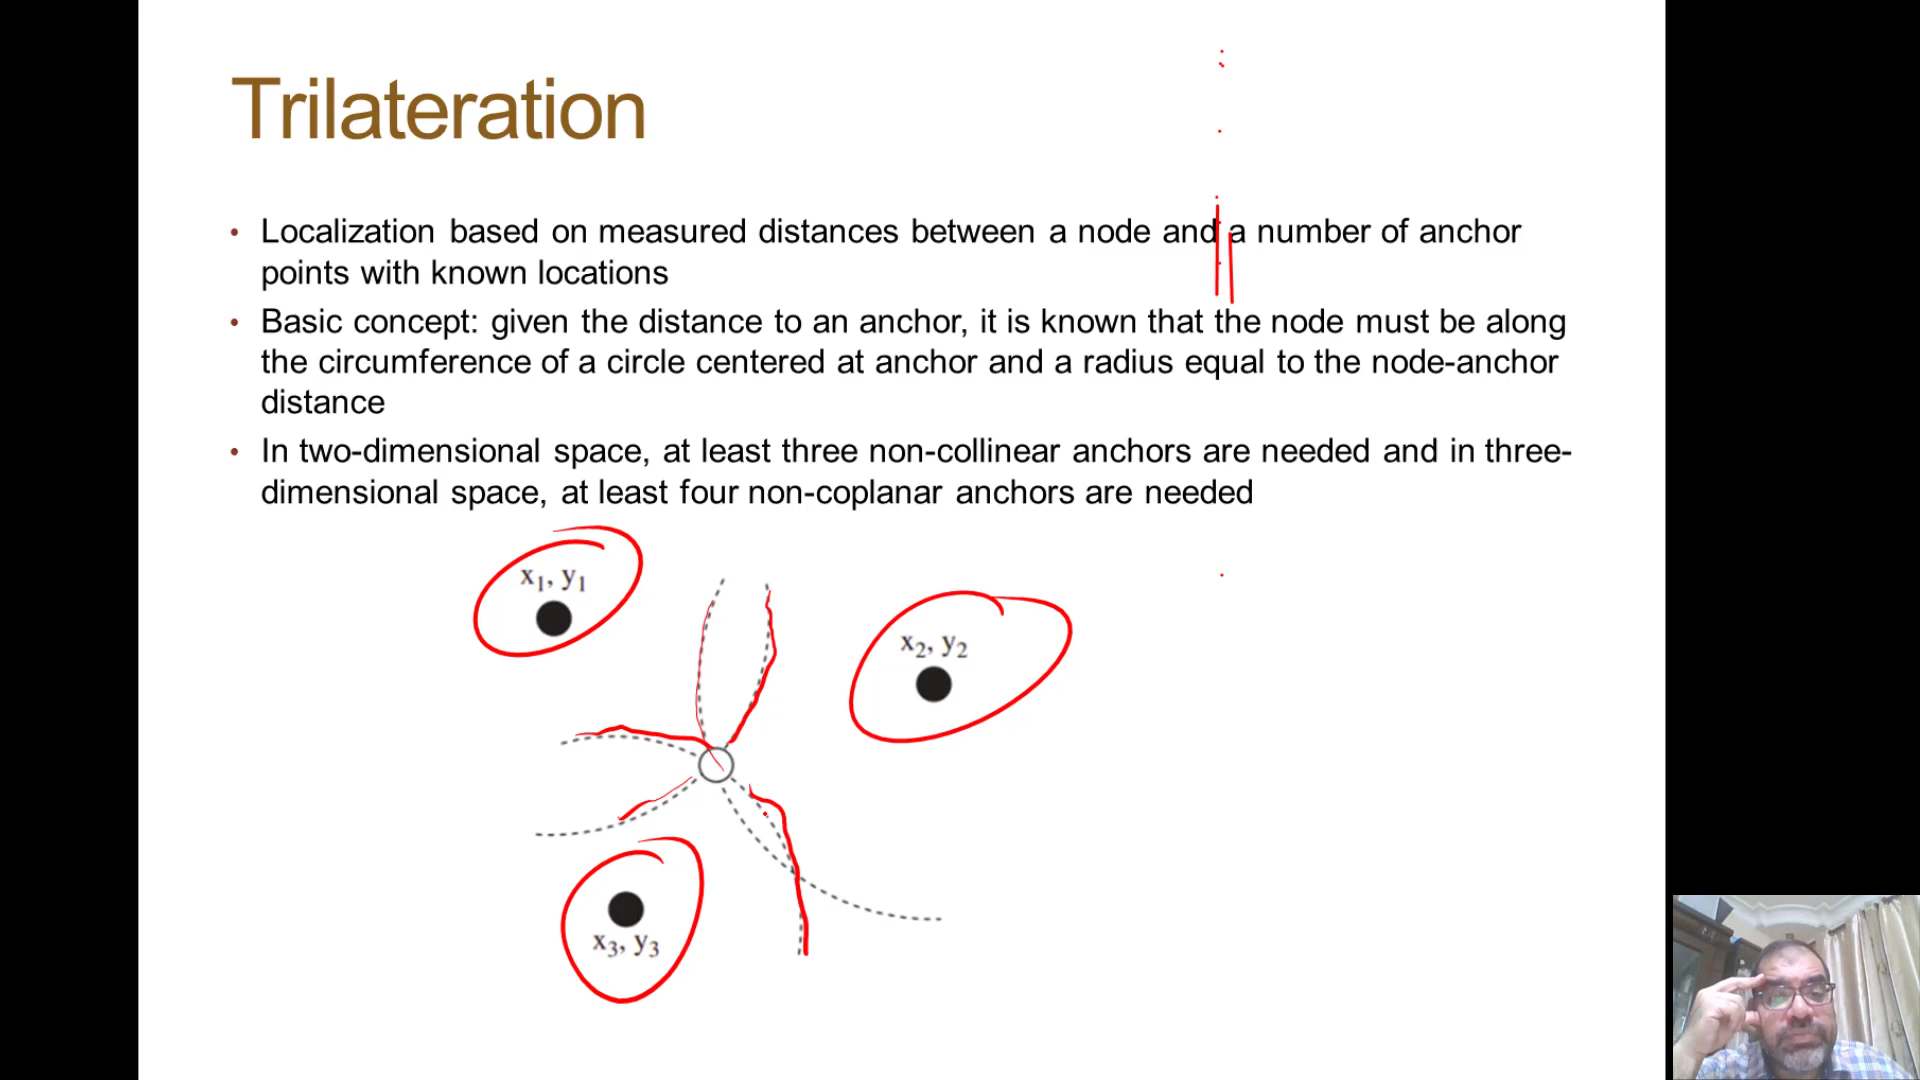 Trilateration
• Localization based on measured distances between a node and a number of anchor
points with known locations
• Basic concept: given the distance to an anchor, it is known that the node must be along
the circumference of a circle centered at anchor and a radius equal to the node-anchor
distance
• In two-dimensional space, at least three non-collinear anchors are needed and in three-
dimensional space, at least four non-coplanar anchors are needed
x₁, y₁
x₂, y₂
x₃, y₃